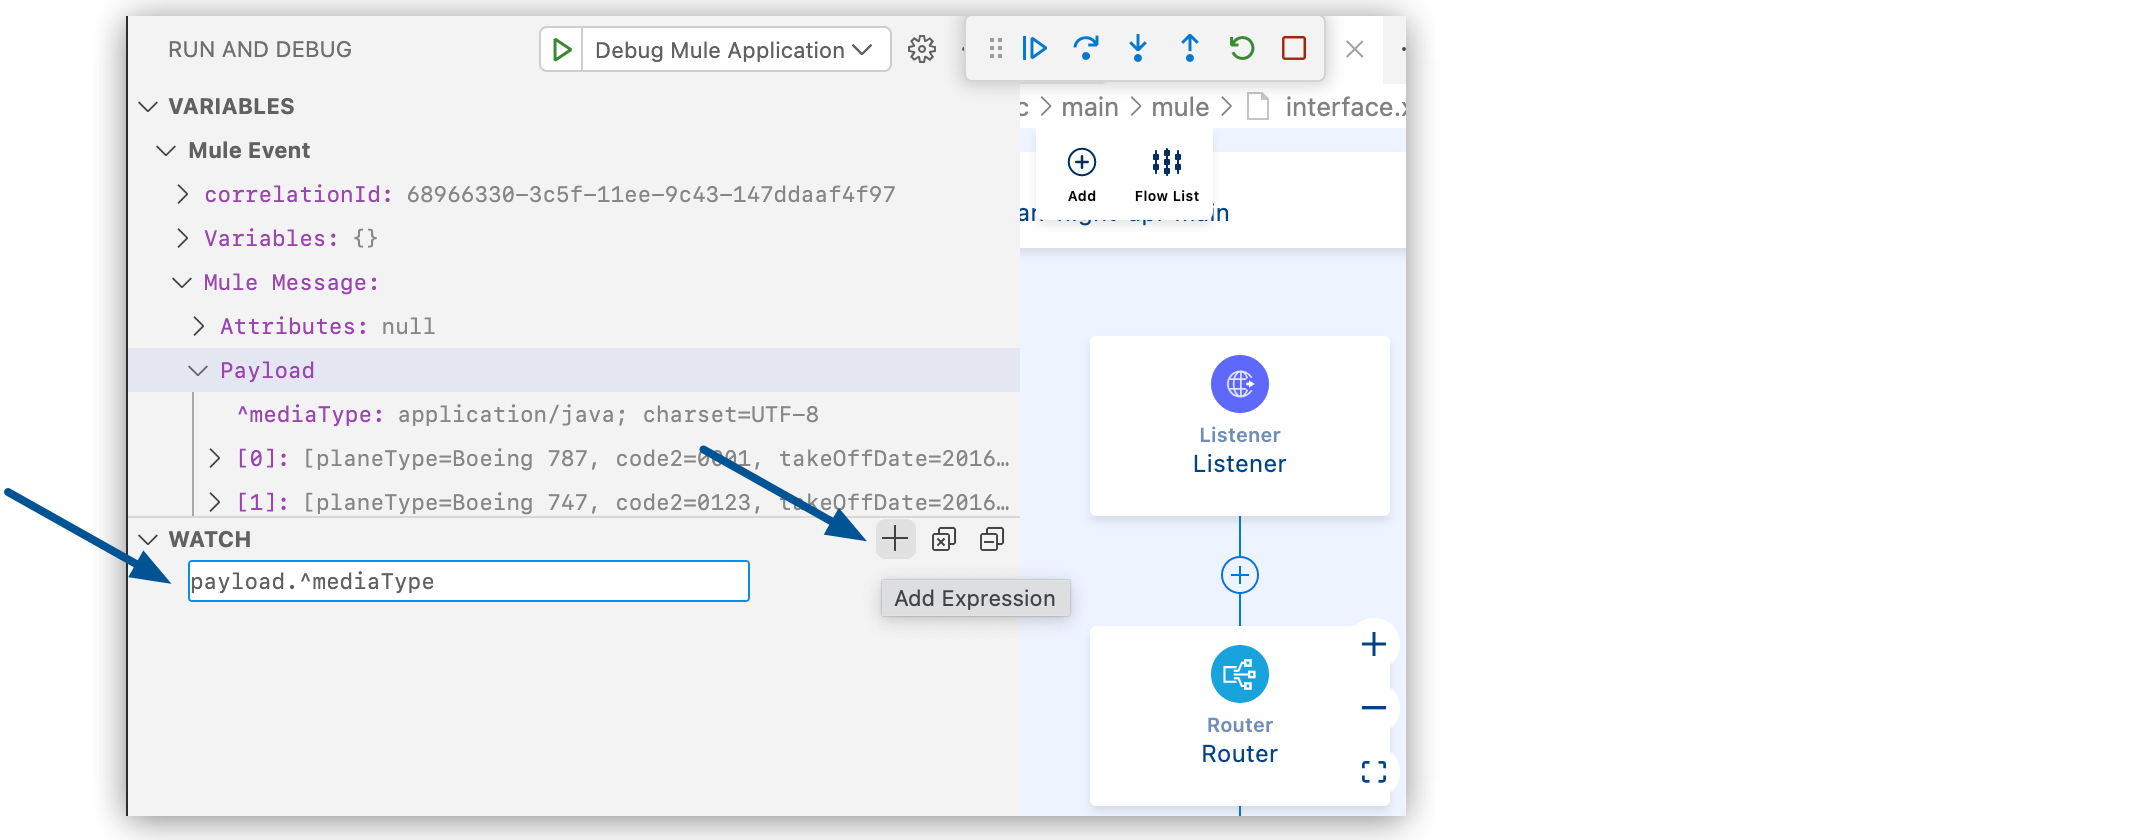 RUN AND DEBUG
Debug Mule Application
VARIABLES
Mule Event
correlationId: 68966330-3c5f-11ee-9c43-147ddaaf4f97
Variables: {}
Mule Message:
Attributes: null
Payload
^mediaType: application/java; charset=UTF-8
[0]: [planeType=Boeing 787, code2=0001, takeOffDate=2016…
[1]: [planeType=Boeing 747, code2=0123, takeOffDate=2016…
WATCH
payload.^mediaType
Add Expression
c > main > mule > interface.x
Add
Flow List
main
Listener
Listener
Router
Router